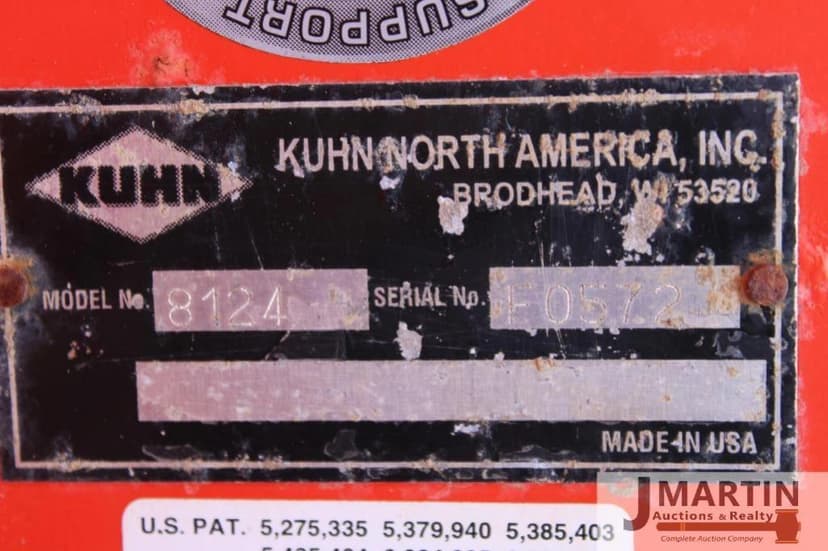 SUPPORT
KUHN
KUHN NORTH AMERICA, INC.
BRODHEAD, WI 53520
MODEL No. 8124 SERIAL No. F0572
MADE IN USA
U.S. PAT. 5,275,335 5,379,940 5,385,403
J MARTIN
Auctions & Realty
Complete Auction Company